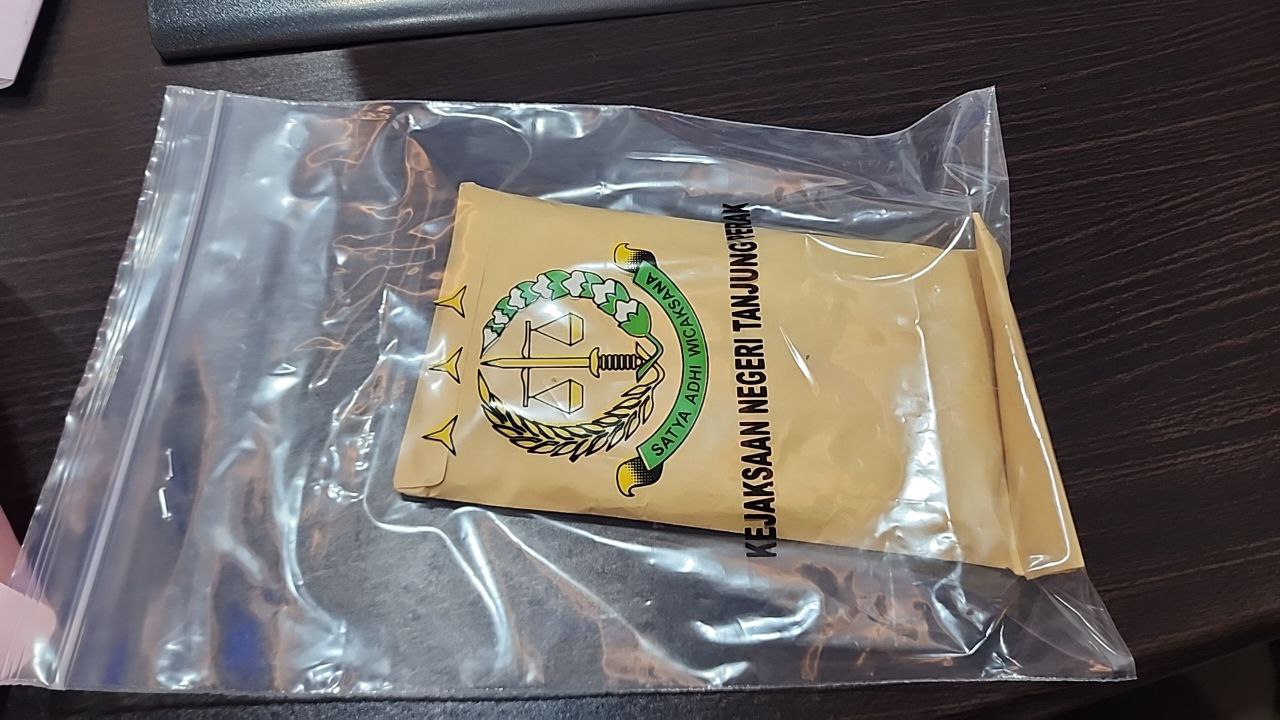 SATYA ADHI WICAKSANA
KEJAKSAAN NEGERI TANJUNG PERAK